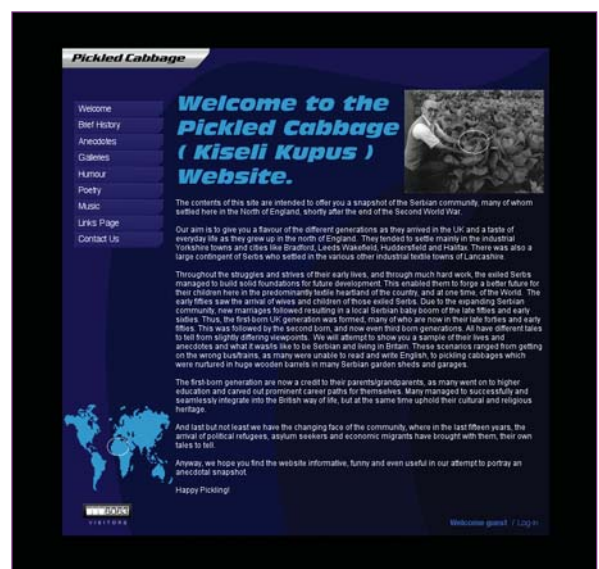 Pickled Cabbage
Welcome
Brief History
Anecdotes
Galleries
Humour
Poetry
Music
Links Page
Contact Us
Welcome to the
Pickled Cabbage
( Kiseli Kupus )
Website.
The contents of this site are intended to offer you a snapshot of the Serbian community, many of whom
settled here in the North of England, shortly after the end of the Second World War.
Our aim is to give you a flavour of the different generations as they arrived in the UK and a taste of
everyday life as they grew up in the north of England. They tended to settle mainly in the industrial
Yorkshire towns and cities like Bradford, Leeds Wakefield, Huddersfield and Halifax. There was also a
large contingent of Serbs who settled in the various other industrial textile towns of Lancashire.
Throughout the struggles and strives of their early lives, and through much hard work, the exiled Serbs
managed to build solid foundations for future development. This enabled them to forge a better future for
their children here in the predominantly textile heartland of the country, and at one time, of the World. The
early fifties saw the arrival of wives and children of those exiled Serbs. Due to the expanding Serbian
community, new marriages followed resulting in a local Serbian baby boom of the late fifties and early
sixties. Thus, the first-born UK generation was formed, many of who are now in their late forties and early
fifties. This was followed by the second born, and now even third born generations. All have different tales
to tell from slightly differing viewpoints. We will attempt to show you a sample of their lives and
anecdotes and what it was/is like to be Serbian and living in Britain. These scenarios ranged from getting
on the wrong bus/trains, as many were unable to read and write English, to pickling cabbages which
were nurtured in huge wooden barrels in many Serbian garden sheds and garages.
The first-born generation are now a credit to their parents/grandparents, as many went on to higher
education and carved out prominent career paths for themselves. Many managed to successfully and
seamlessly integrate into the British way of life, but at the same time uphold their cultural and religious
heritage.
And last but not least we have the changing face of the community, where in the last fifteen years, the
arrival of political refugees, asylum seekers and economic migrants have brought with them, their own
tales to tell.
Anyway, we hope you find the website informative, funny and even useful in our attempt to portray an
anecdotal snapshot.
Happy Pickling!
VISITORS
Welcome guest / Log in